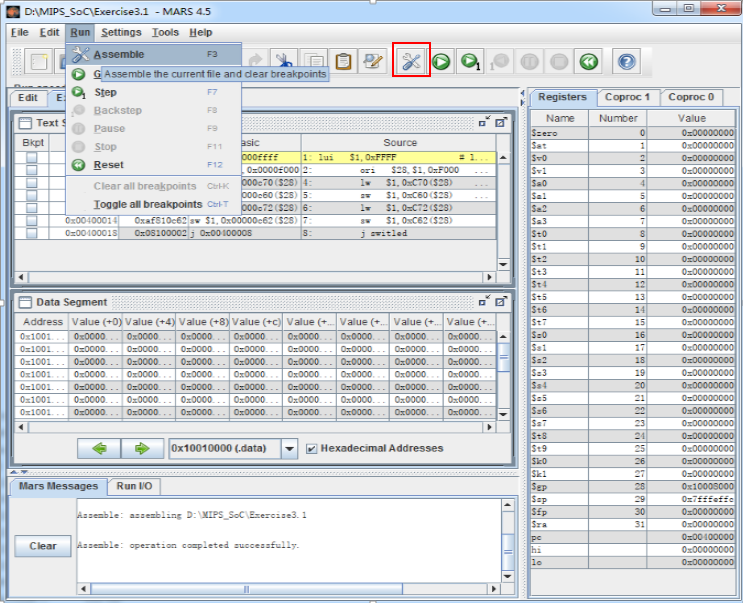 D:\MIPS_SoC\Exercise3.1 - MARS 4.5
File Edit Run Settings Tools Help
Assemble F3
G
Assemble the current file and clear breakpoints
Step F7
Backstep F8
Pause F9
Stop F11
Reset F12
Clear all breakpoints Ctrl-K
Toggle all breakpoints Ctrl-T
Edit
Text S
Bkpt asic Source
0000ffff 1: lui $1,0xFFFF # l...
,0x0000f000 2: ori $28,$1,0xF000 ...
0000c70($28) 4: lw $1,0xC70($28) ...
0000c60($28) 5: sw $1,0xC60($28) ...
0000c72($28) 6: lw $1,0xC72($28)
0x00400014 0xaf810c62 sw $1,0x00000c62($28) 7: sw $1,0xC62($28)
0x00400018 0x08100002 j 0x00400008 8: j switled
Data Segment
Address Value (+0) Value (+4) Value (+8) Value (+c) Value (+... Value (+... Value (+... Value (+...
0x1001... 0x0000... 0x0000... 0x0000... 0x0000... 0x0000... 0x0000... 0x0000... 0x0000...
0x1001... 0x0000... 0x0000... 0x0000... 0x0000... 0x0000... 0x0000... 0x0000... 0x0000...
0x1001... 0x0000... 0x0000... 0x0000... 0x0000... 0x0000... 0x0000... 0x0000... 0x0000...
0x1001... 0x0000... 0x0000... 0x0000... 0x0000... 0x0000... 0x0000... 0x0000... 0x0000...
0x1001... 0x0000... 0x0000... 0x0000... 0x0000... 0x0000... 0x0000... 0x0000... 0x0000...
0x1001... 0x0000... 0x0000... 0x0000... 0x0000... 0x0000... 0x0000... 0x0000... 0x0000...
0x1001... 0x0000... 0x0000... 0x0000... 0x0000... 0x0000... 0x0000... 0x0000... 0x0000...
0x10010000 (.data) Hexadecimal Addresses
Mars Messages Run I/O
Assemble: assembling D:\MIPS_SoC\Exercise3.1
Clear
Assemble: operation completed successfully.
Registers Coproc 1 Coproc 0
Name Number Value
$zero 0 0x00000000
$at 1 0x00000000
$v0 2 0x00000000
$v1 3 0x00000000
$a0 4 0x00000000
$a1 5 0x00000000
$a2 6 0x00000000
$a3 7 0x00000000
$t0 8 0x00000000
$t1 9 0x00000000
$t2 10 0x00000000
$t3 11 0x00000000
$t4 12 0x00000000
$t5 13 0x00000000
$t6 14 0x00000000
$t7 15 0x00000000
$s0 16 0x00000000
$s1 17 0x00000000
$s2 18 0x00000000
$s3 19 0x00000000
$s4 20 0x00000000
$s5 21 0x00000000
$s6 22 0x00000000
$s7 23 0x00000000
$t8 24 0x00000000
$t9 25 0x00000000
$k0 26 0x00000000
$k1 27 0x00000000
$gp 28 0x10008000
$sp 29 0x7fffeffc
$fp 30 0x00000000
$ra 31 0x00000000
pc 0x00400000
hi 0x00000000
lo 0x00000000